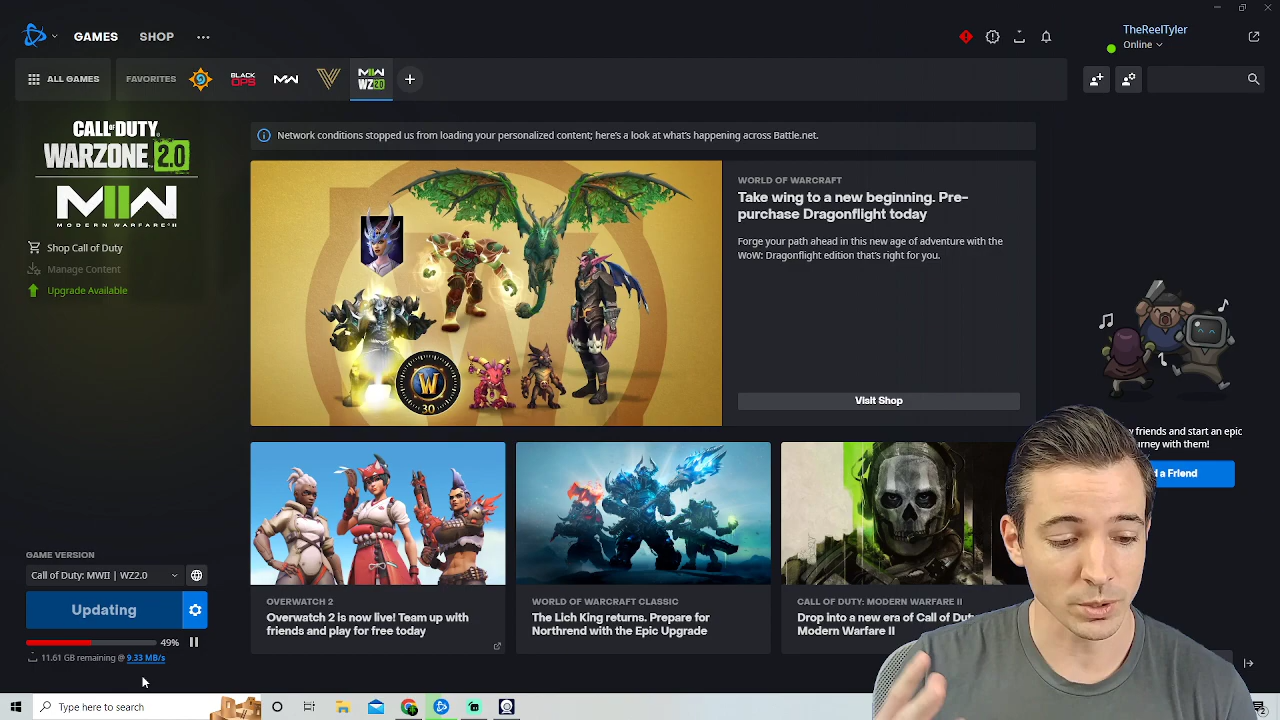 GAMES
SHOP
TheReelTyler
Online
ALL GAMES
FAVORITES
BLACK
OPS
MW
V
MW
WZ2.0
CALL OF DUTY
WARZONE 2.0
MW
MODERN WARFARE II
Shop Call of Duty
Manage Content
Upgrade Available
Network conditions stopped us from loading your personalized content; here's a look at what's happening across Battle.net.
W
30
WORLD OF WARCRAFT
Take wing to a new beginning. Pre-
purchase Dragonflight today
Forge your path ahead in this new age of adventure with the
WoW: Dragonflight edition that's right for you.
Visit Shop
friends and start an epic
journey with them!
d a Friend
OVERWATCH 2
Overwatch 2 is now live! Team up with
friends and play for free today
WORLD OF WARCRAFT CLASSIC
The Lich King returns. Prepare for
Northrend with the Epic Upgrade
CALL OF DUTY: MODERN WARFARE II
Drop into a new era of Call of
Modern Warfare II
GAME VERSION
Call of Duty: MWII | WZ2.0
Updating
49%
11.61 GB remaining @ 9.33 MB/s
Type here to search
2